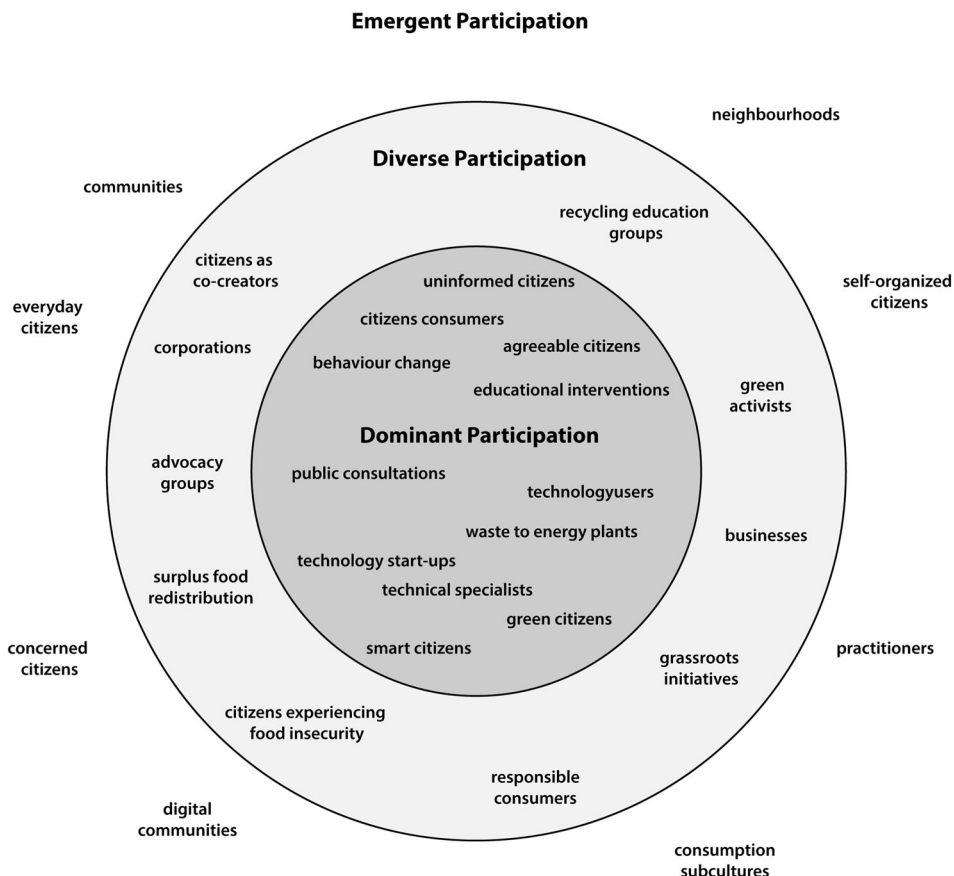 Emergent Participation
neighbourhoods
Diverse Participation
communities
recycling education
groups
citizens as
co-creators
uninformed citizens
self-organized
citizens
everyday
citizens
citizens consumers
corporations
agreeable citizens
behaviour change
educational interventions
green
activists
Dominant Participation
advocacy
groups
public consultations
technologyusers
waste to energy plants
businesses
technology start-ups
surplus food
redistribution
technical specialists
green citizens
concerned
citizens
smart citizens
practitioners
grassroots
initiatives
citizens experiencing
food insecurity
responsible
consumers
digital
communities
consumption
subcultures